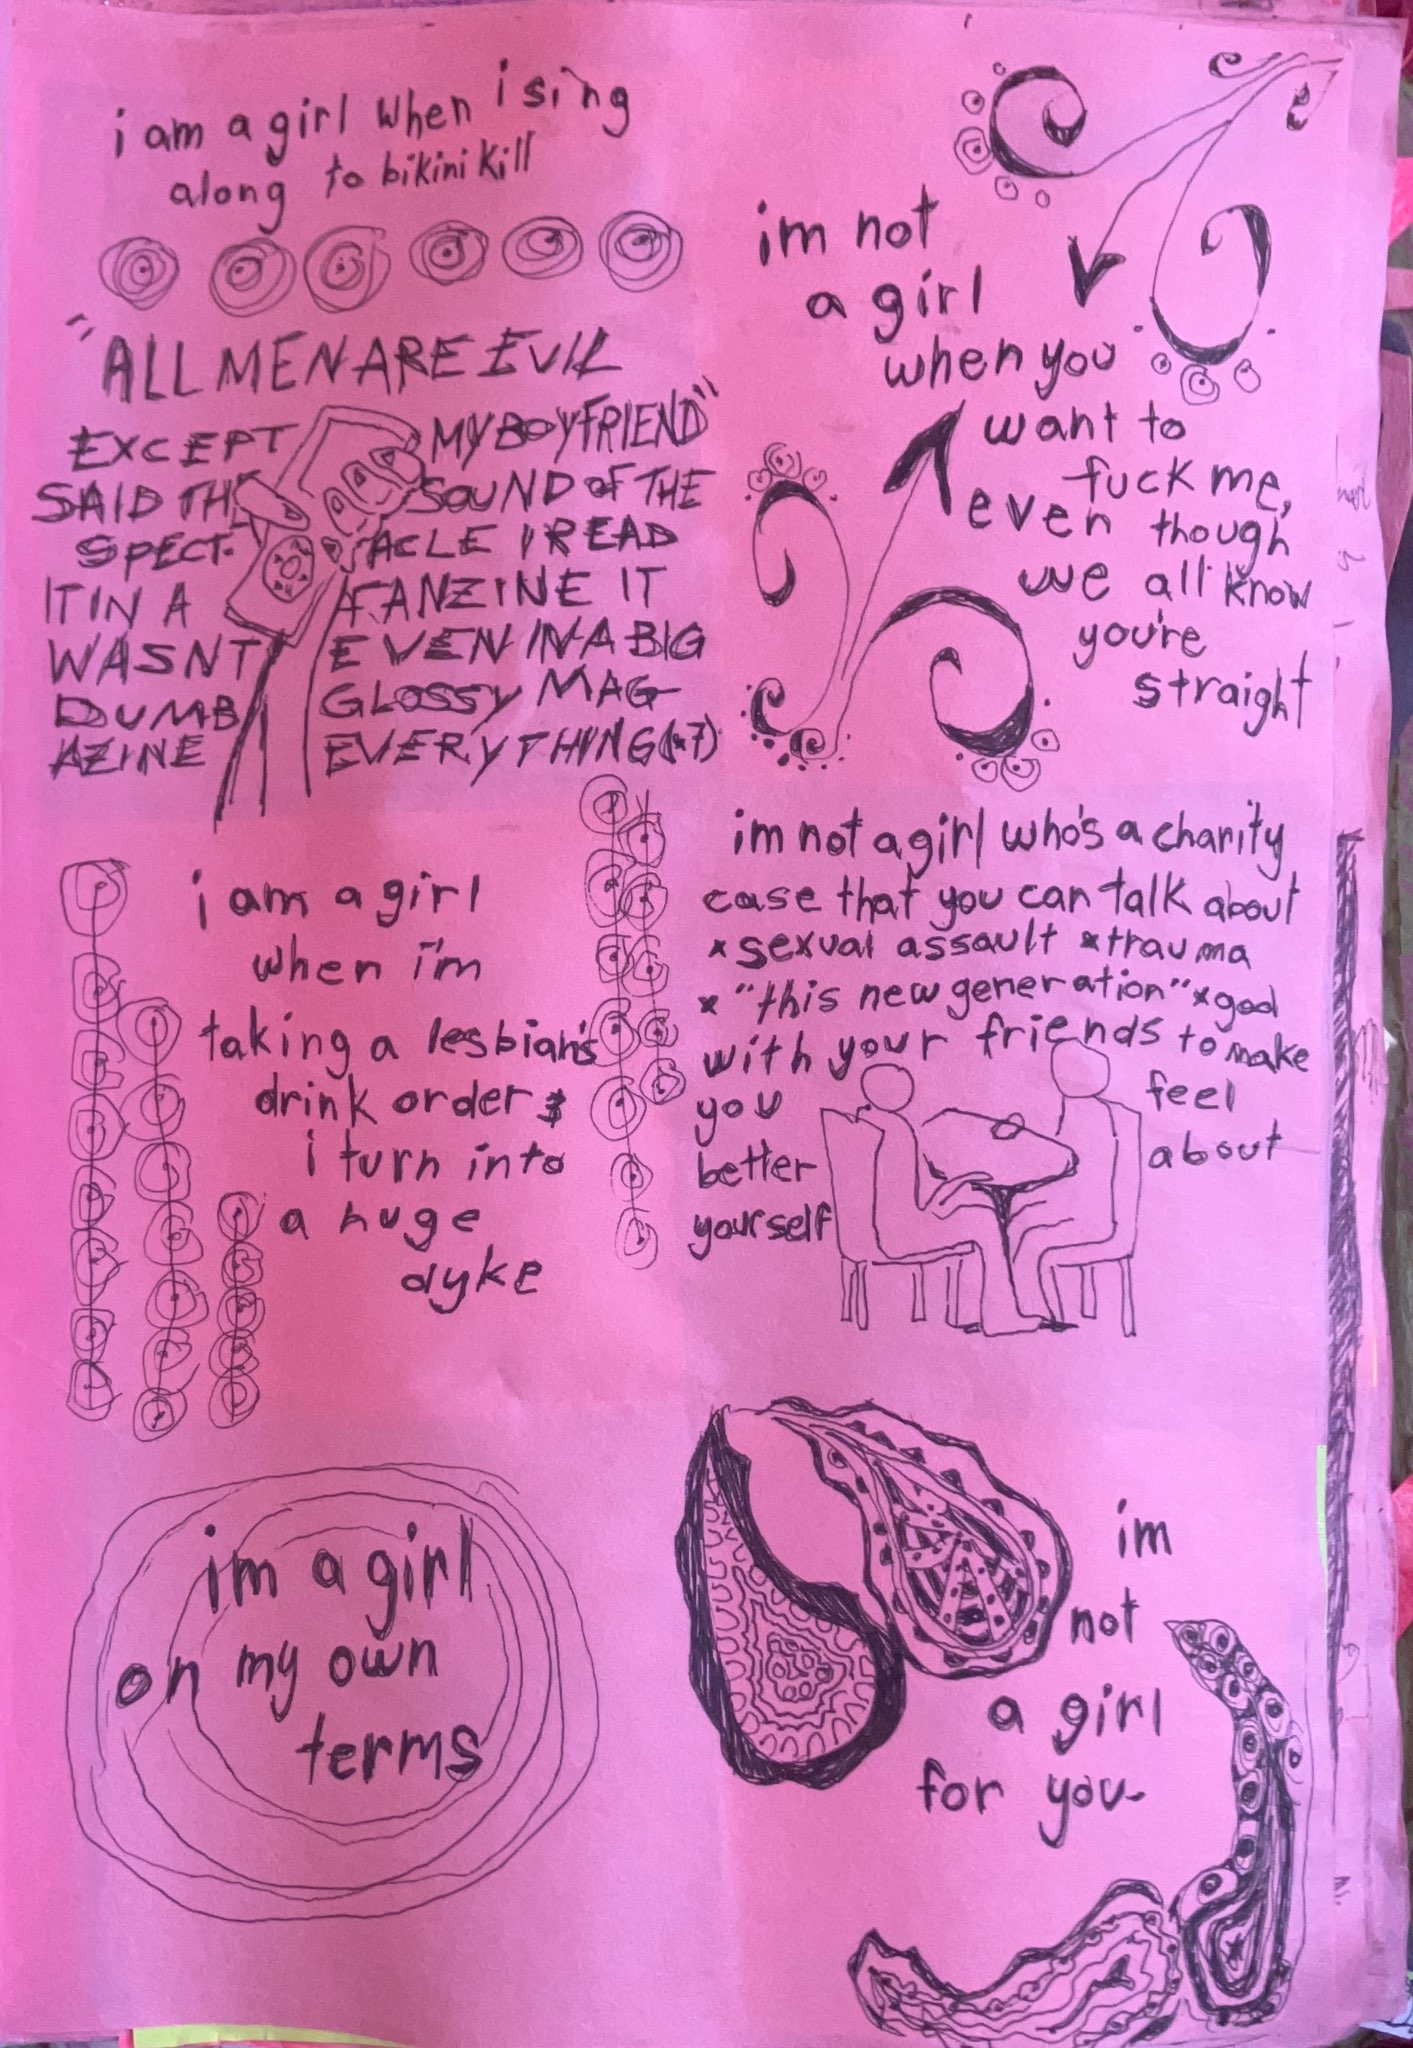 i am a girl when i sing
along to bikini kill
"ALL MEN ARE EVIL
EXCEPT MY BOYFRIEND"
SAID THE SOUND OF THE
SPECT- ACLE I READ
IT IN A FANZINE IT
WASNT EVEN IN A BIG
DUMB GLOSSY MAG-
AZINE EVERYTHING (x7)
im not
a girl
when you
want to
fuck me,
even though
we all know
you're
straight
i am a girl
when i'm
taking a lesbian's
drink order &
i turn into
a huge
dyke
im not a girl who's a charity
case that you can talk about
x sexual assault x trauma
x "this new generation" x god
with your friends to make
you feel
better about
yourself
im a girl
on my own
terms
im
not
a girl
for you-